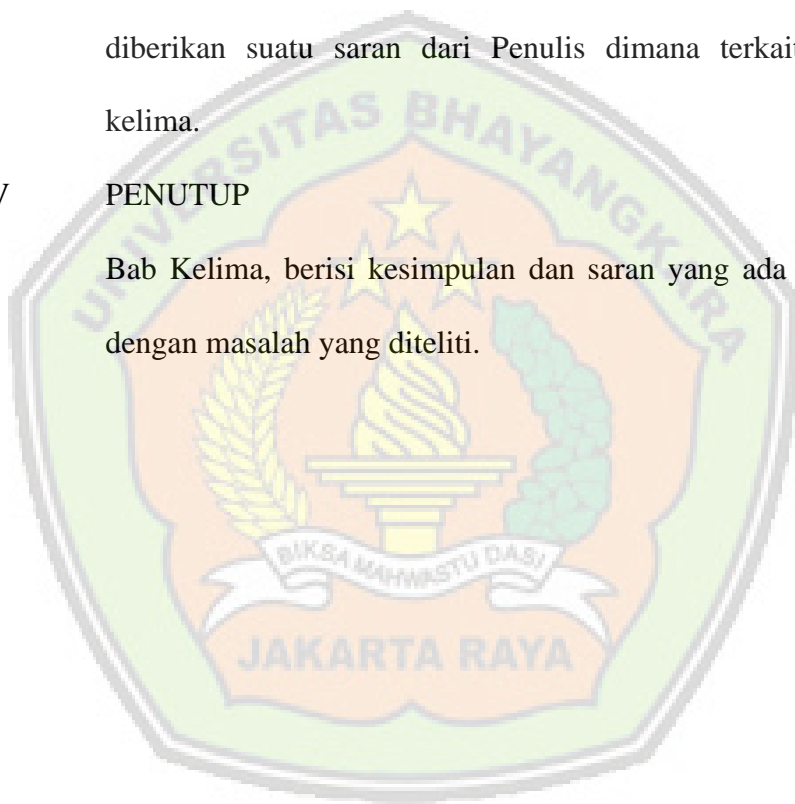 diberikan suatu saran dari Penulis dimana terkait
kelima.
V PENUTUP
Bab Kelima, berisi kesimpulan dan saran yang ada
dengan masalah yang diteliti.
UNIVERSITAS BHAYANGKARA
BIKSA MAHWASTU DASI
JAKARTA RAYA